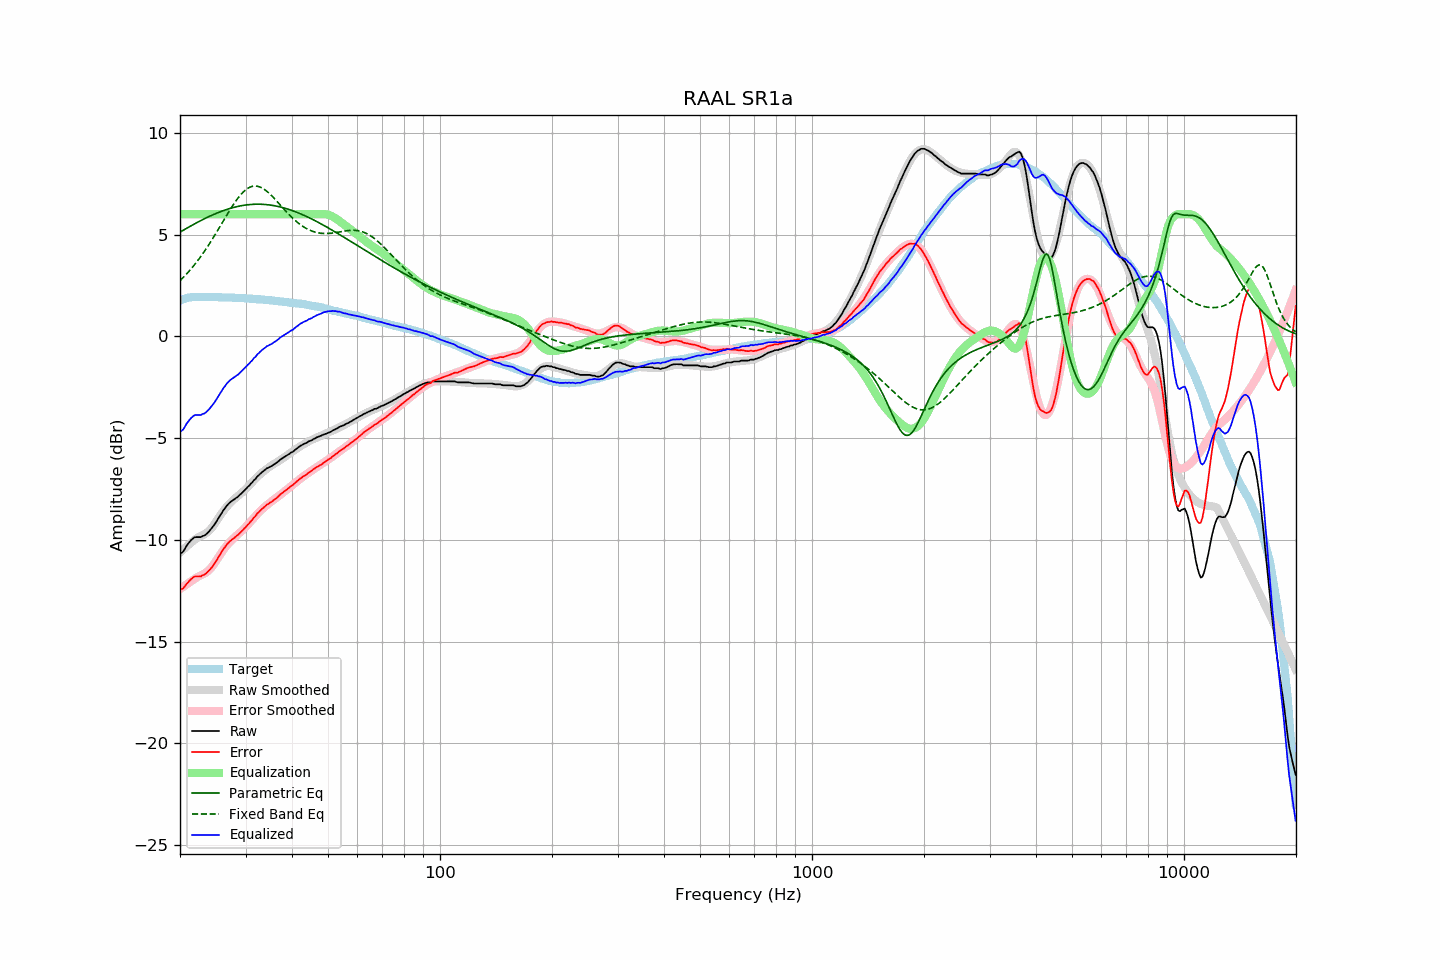 RAAL SR1a
Amplitude (dBr)
10
5
0
−5
−10
−15
−20
−25
Target
Raw Smoothed
Error Smoothed
Raw
Error
Equalization
Parametric Eq
Fixed Band Eq
Equalized
100 1000 10000
Frequency (Hz)